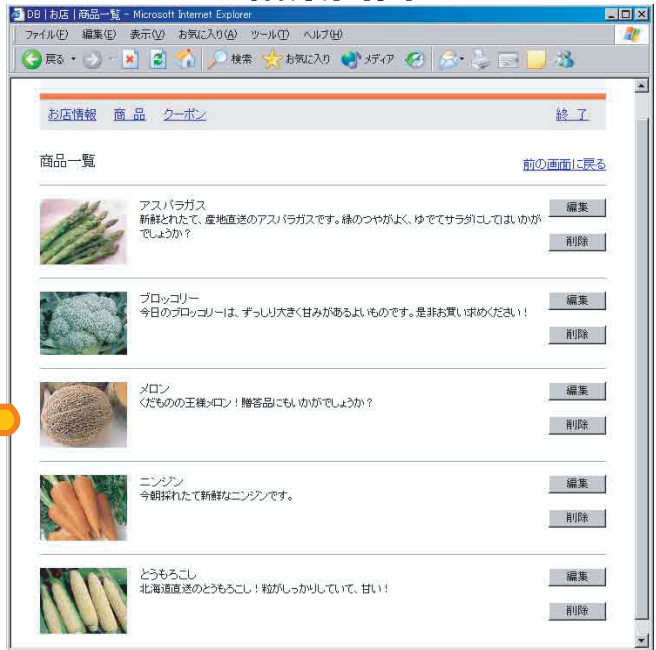 DB | お店 | 商品一覧 - Microsoft Internet Explorer
ファイル(F) 編集(E) 表示(V) お気に入り(A) ツール(T) ヘルプ(H)
戻る 検索 お気に入り メディア
お店情報 商 品 クーポン 終 了
商品一覧 前の画面に戻る
アスパラガス 編集
新鮮とれたて、産地直送のアスパラガスです。緑のつやがよく、ゆでてサラダにしてはいかが
でしょうか？
削除
ブロッコリー 編集
今日のブロッコリーは、ずっしり大きく甘みがあるよいものです。是非お買い求めください！
削除
メロン 編集
くだものの王様メロン！贈答品にもいかがでしょうか？
削除
ニンジン 編集
今朝採れたて新鮮なニンジンです。
削除
とうもろこし 編集
北海道直送のとうもろこし！粒がしっかりしていて、甘い！
削除